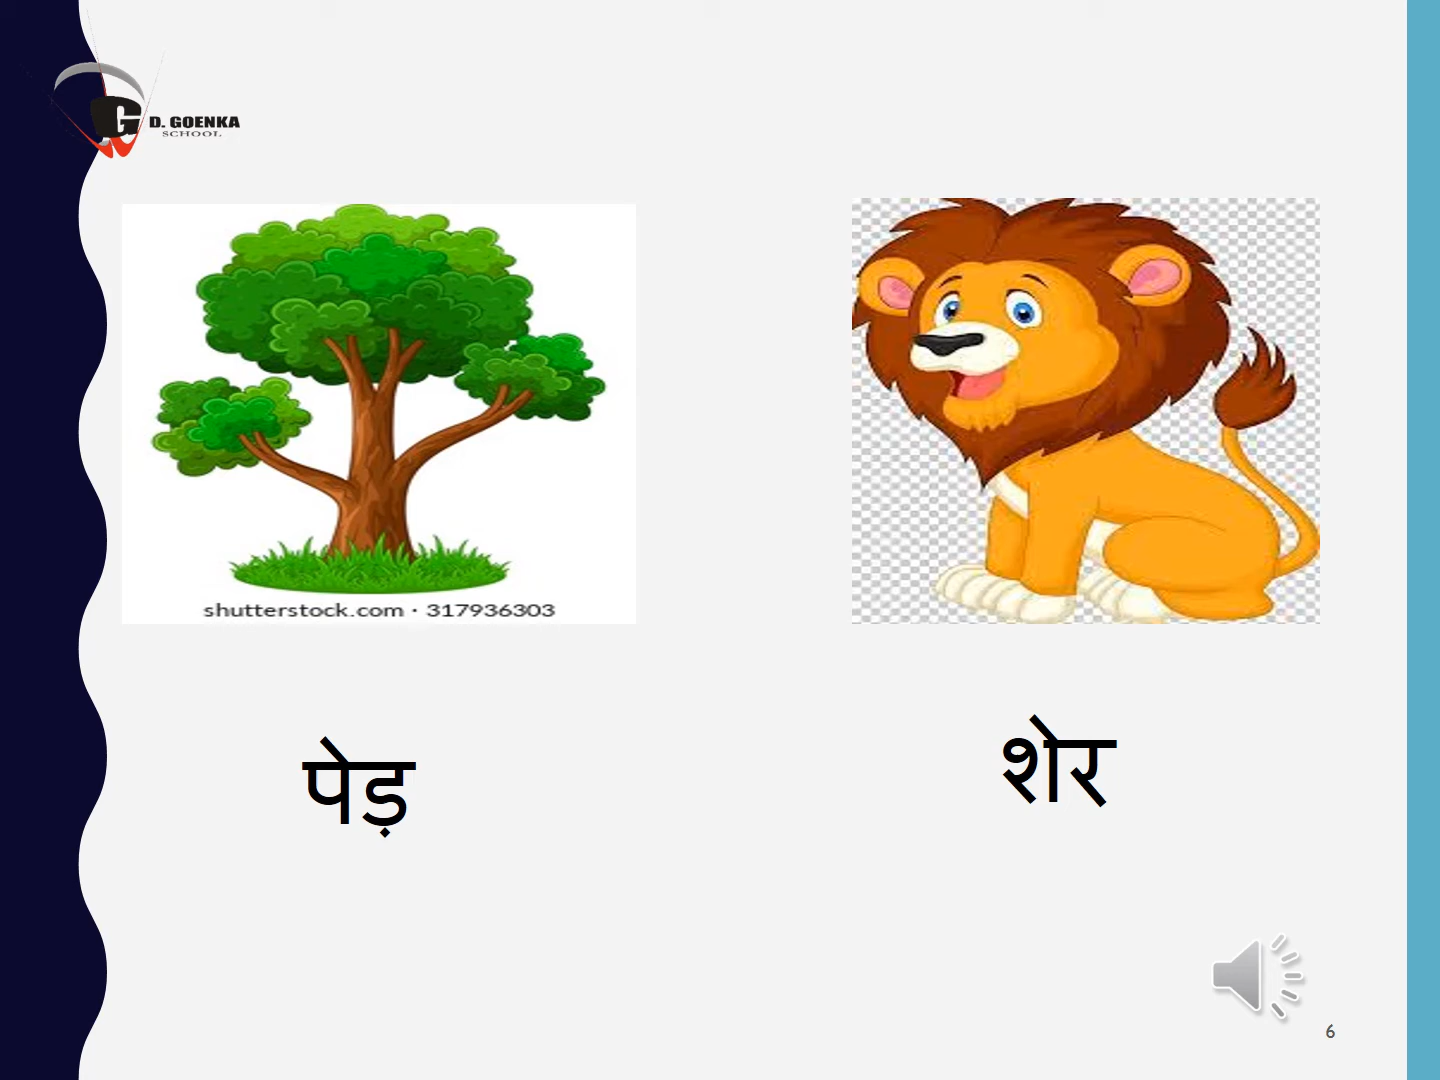 G
D. GOENKA
SCHOOL
shutterstock.com · 317936303
पेड़
शेर
6